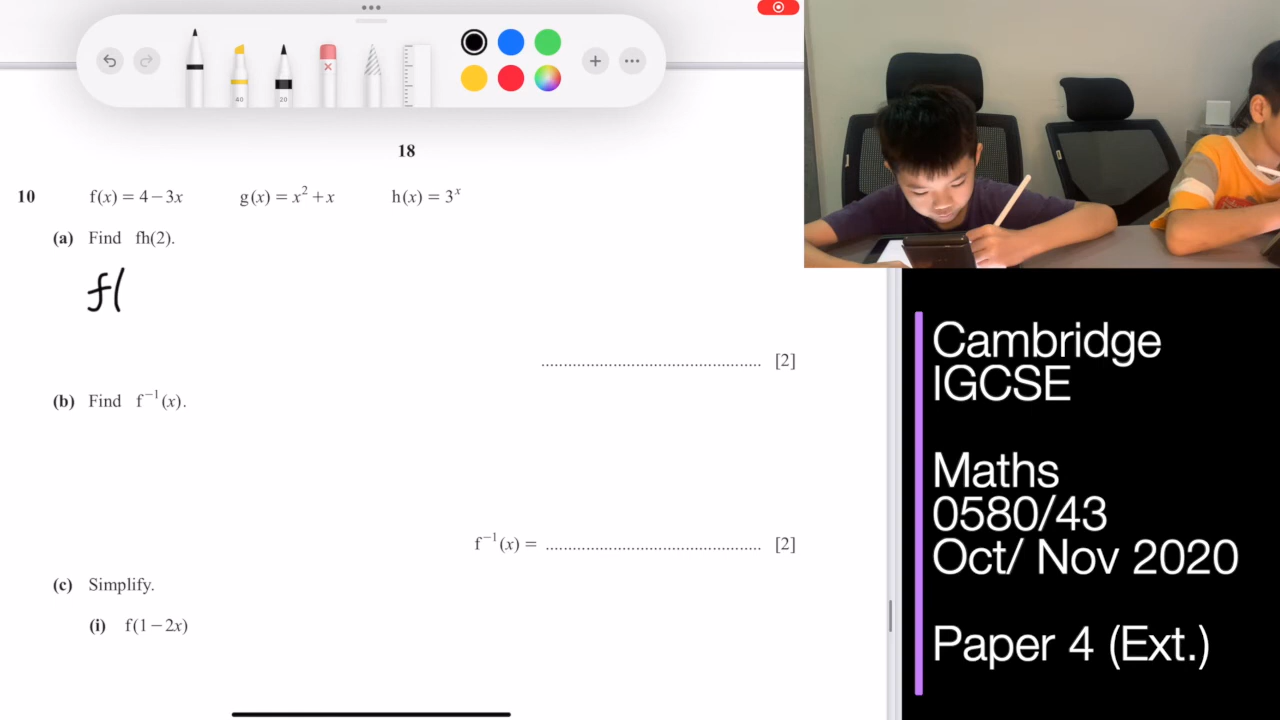 40
20
18
10 f(x) = 4 − 3x g(x) = x² + x h(x) = 3ˣ
(a) Find fh(2).
f(
.............................................. [2]
(b) Find f⁻¹(x).
f⁻¹(x) = .............................................. [2]
(c) Simplify.
(i) f(1 − 2x)
Cambridge
IGCSE
Maths
0580/43
Oct/ Nov 2020
Paper 4 (Ext.)